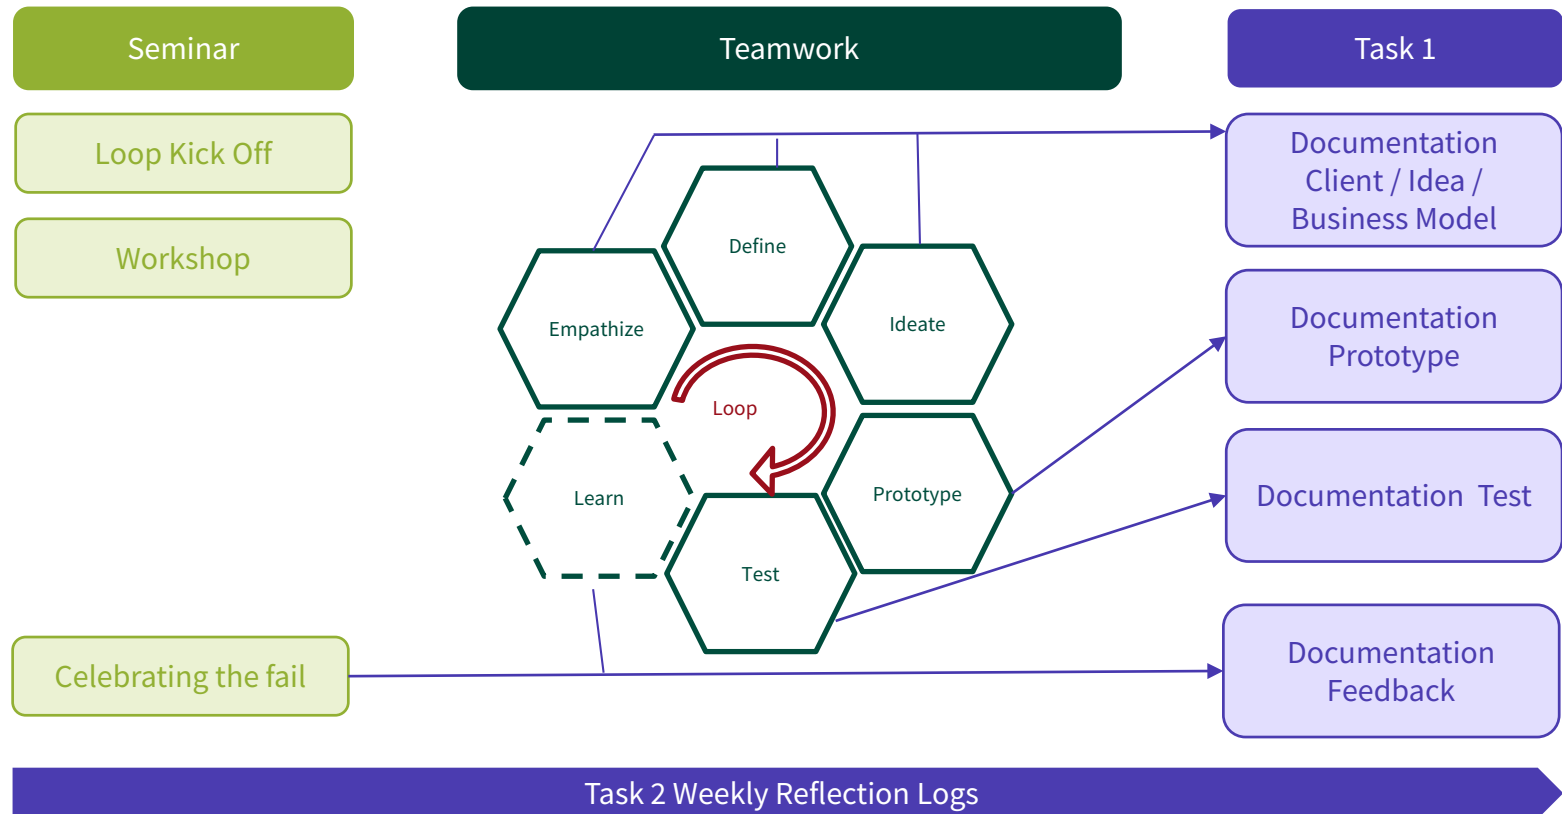 Seminar
Teamwork
Task 1
Loop Kick Off
Workshop
Celebrating the fail
Define
Empathize
Ideate
Loop
Learn
Prototype
Test
Documentation
Client / Idea /
Business Model
Documentation
Prototype
Documentation Test
Documentation
Feedback
Task 2 Weekly Reflection Logs